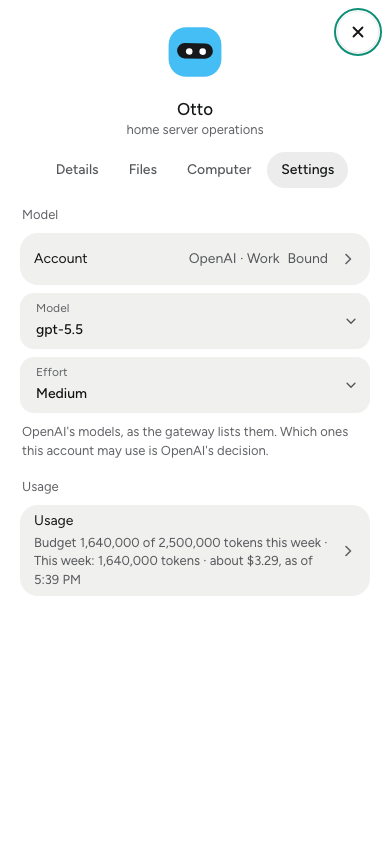 Otto
home server operations
Details Files Computer Settings
Model
Account OpenAI · Work Bound
Model
gpt-5.5
Effort
Medium
OpenAI's models, as the gateway lists them. Which ones
this account may use is OpenAI's decision.
Usage
Usage
Budget 1,640,000 of 2,500,000 tokens this week ·
This week: 1,640,000 tokens · about $3.29, as of
5:39 PM